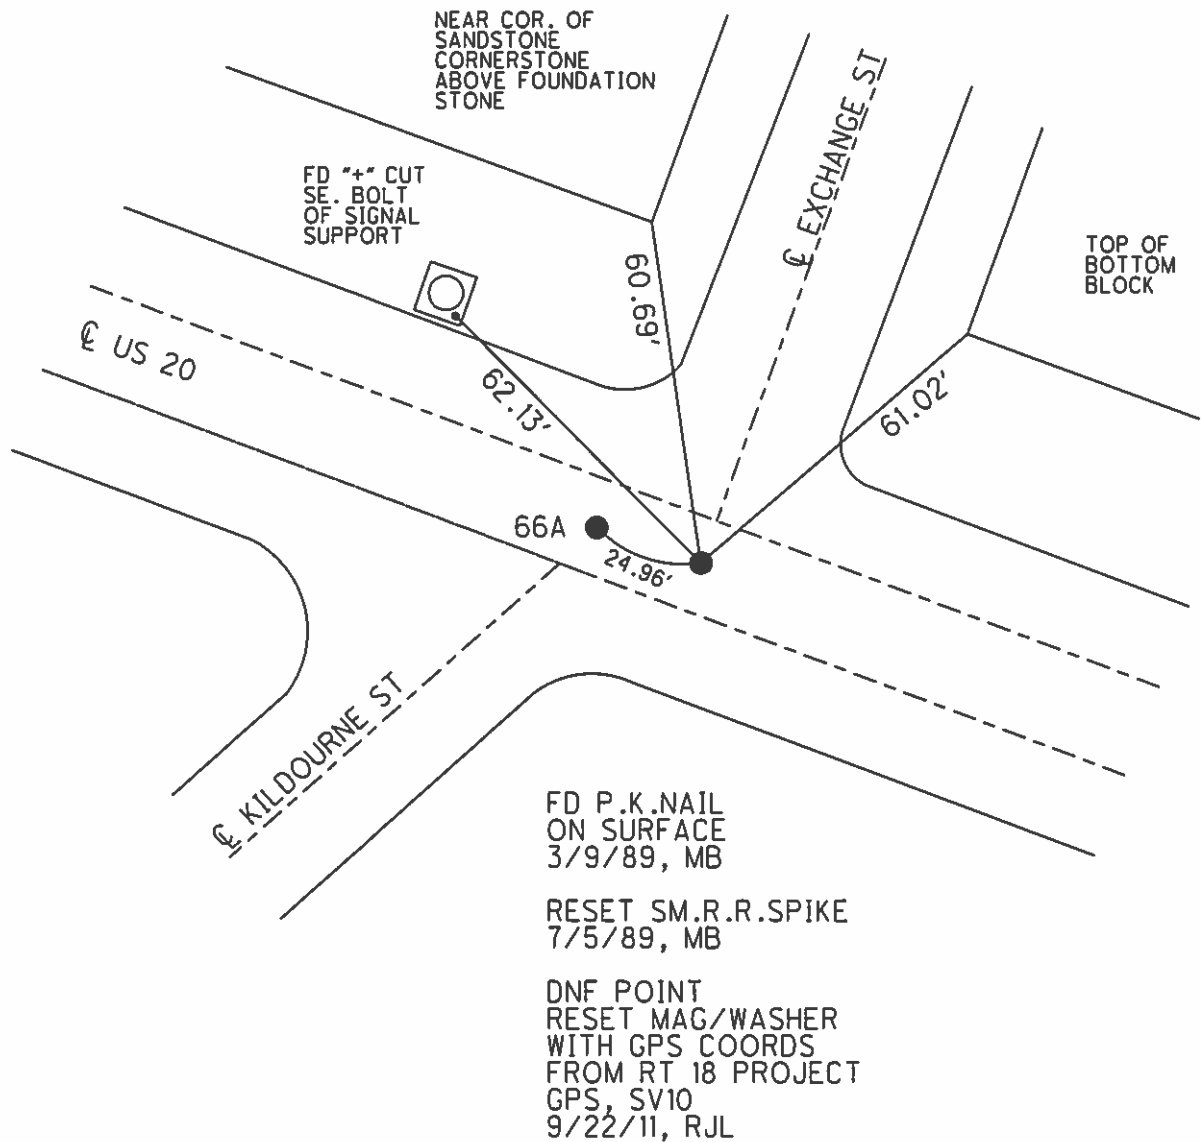 NEAR COR. OF
SANDSTONE
CORNERSTONE
ABOVE FOUNDATION
STONE
℄ EXCHANGE ST
FD "+" CUT
SE. BOLT
OF SIGNAL
SUPPORT
TOP OF
BOTTOM
BLOCK
60.69'
℄ US 20
62.13'
61.02'
66A
24.96'
℄ KILDOURNE ST
FD P.K.NAIL
ON SURFACE
3/9/89, MB
RESET SM.R.R.SPIKE
7/5/89, MB
DNF POINT
RESET MAG/WASHER
WITH GPS COORDS
FROM RT 18 PROJECT
GPS, SV10
9/22/11, RJL